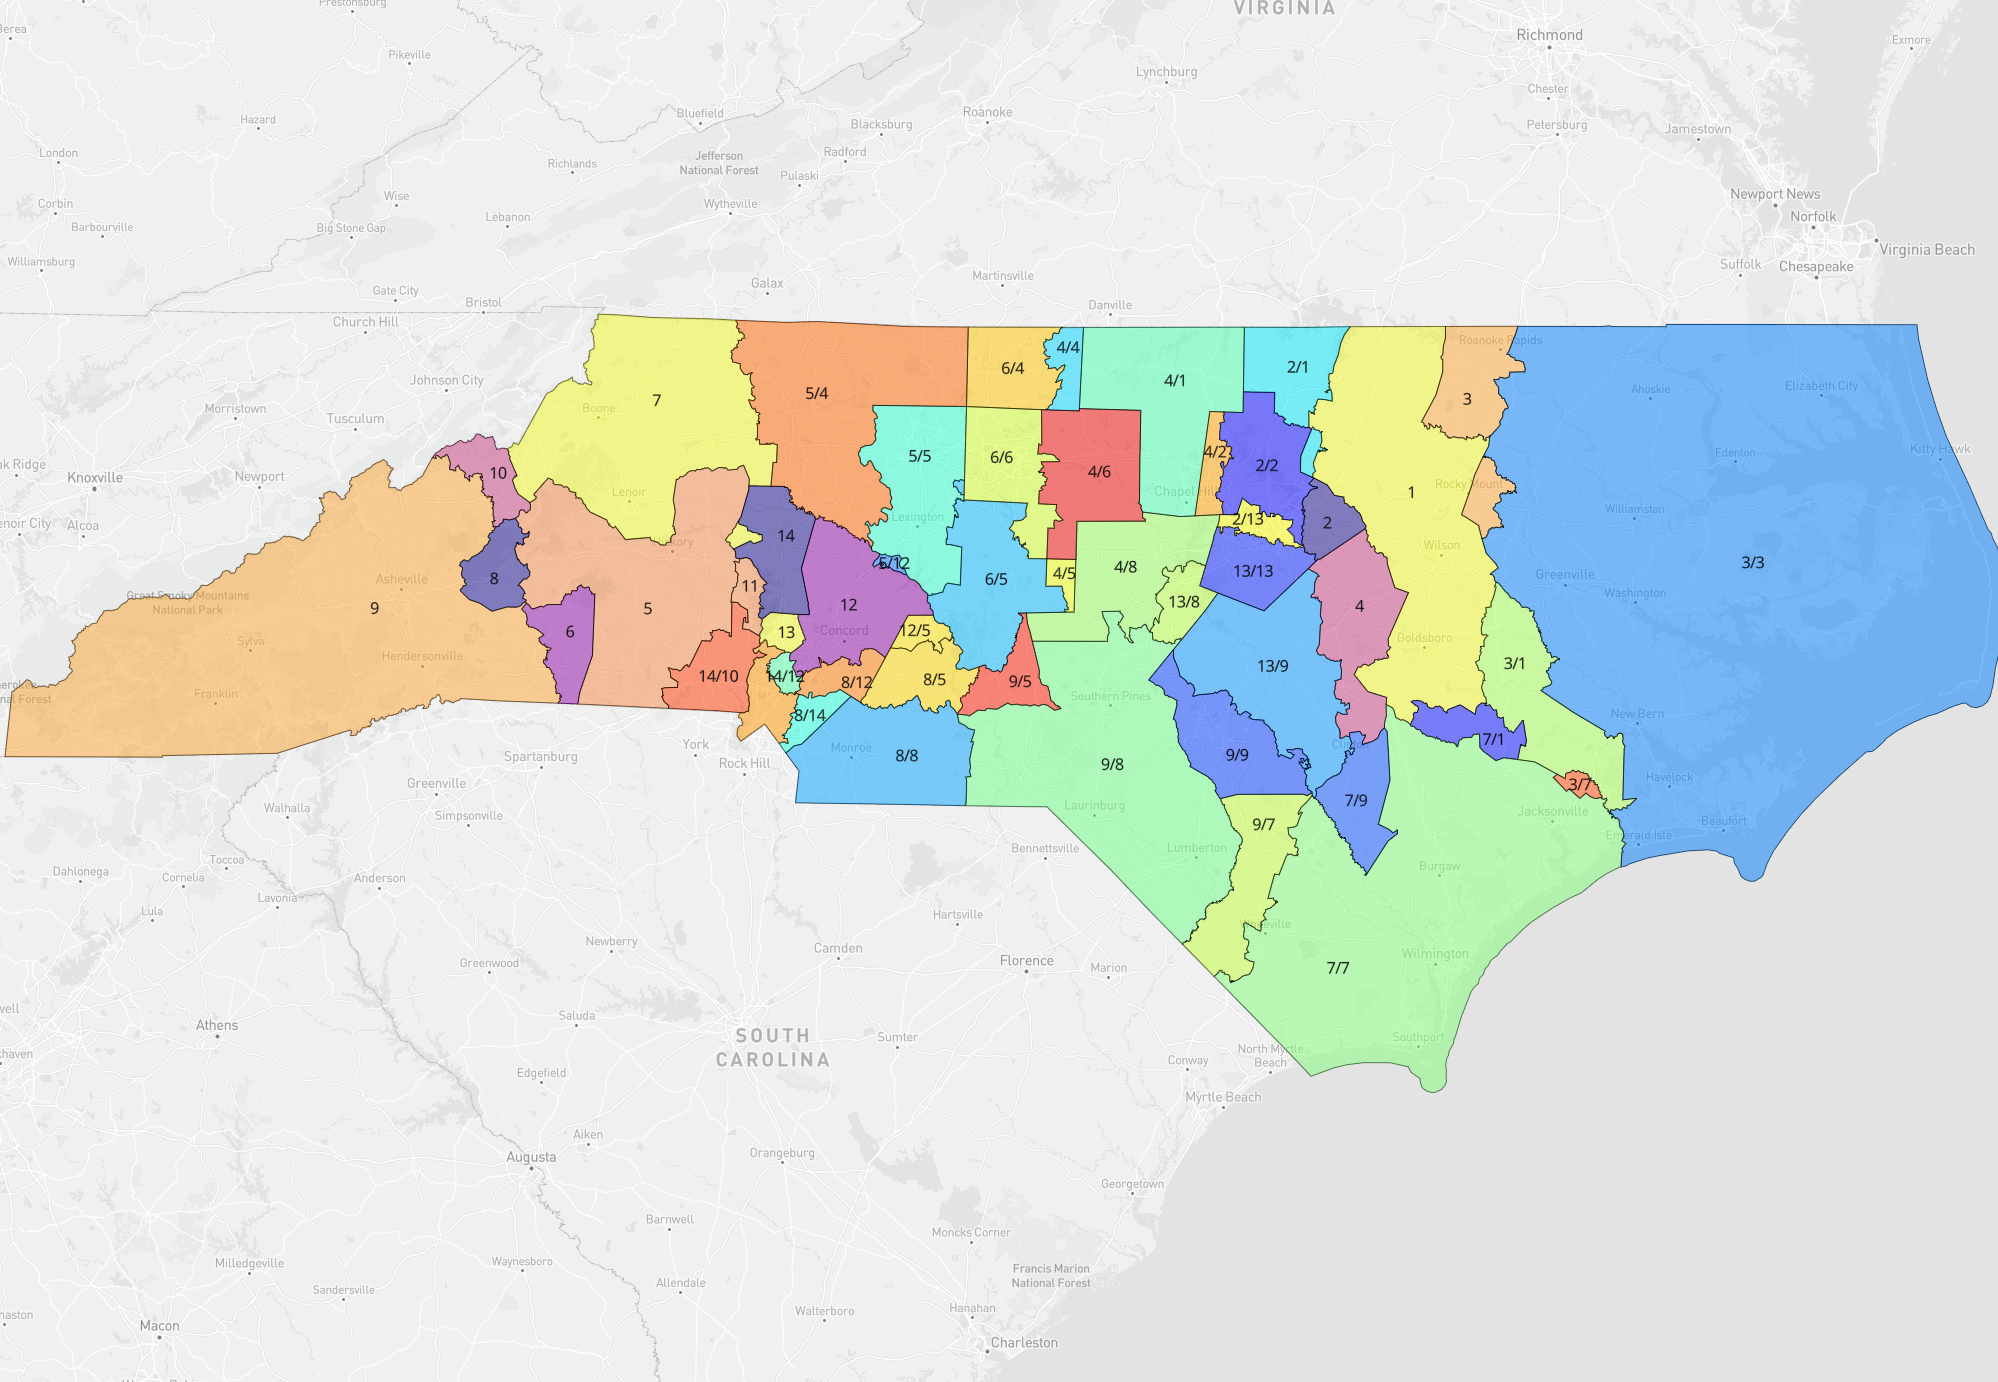 VIRGINIA
Prestonsburg
Berea
London
Hazard
Pikeville
Richlands
Bluefield
Blacksburg
Radford
Roanoke
Lynchburg
Richmond
Exmore
Chester
Petersburg
Jamestown
Jefferson
National Forest
Pulaski
Wytheville
Corbin
Barbourville
Williamsburg
Wise
Big Stone Gap
Lebanon
Gate City
Bristol
Galax
Martinsville
Danville
Newport News
Norfolk
Virginia Beach
Suffolk
Chesapeake
Church Hill
Johnson City
Morristown
Tusculum
Newport
Knoxville
Alcoa
Boone
Lenoir
Hickory
Asheville
Great Smoky Mountains
National Park
Sylva
Hendersonville
Franklin
Lexington
Concord
Chapel Hill
Roanoke Rapids
Rocky Mount
Wilson
Ahoskie
Elizabeth City
Edenton
Kitty Hawk
Williamston
Greenville
Washington
Goldsboro
New Bern
Havelock
Jacksonville
Emerald Isle
Beaufort
Southern Pines
Clinton
Laurinburg
Lumberton
Burgaw
Whiteville
Wilmington
Southport
Monroe
7
5/4
6/4
4/4
4/1
2/1
3
10
5/5
6/6
4/6
4/2
2/2
1
14
2/13
2
3/3
8
9
5/12
6/5
4/5
4/8
13/13
5
11
12
13/8
4
6
13
12/5
3/1
14/10
14/12
8/12
8/5
9/5
13/9
8/14
8/8
9/8
9/9
7/1
7/9
3/7
9/7
7/7
York
Rock Hill
Spartanburg
Greenville
Simpsonville
Walhalla
Toccoa
Dahlonega
Cornelia
Lula
Lavonia
Anderson
Bennettsville
Hartsville
Camden
Newberry
Greenwood
Florence
Marion
SOUTH
CAROLINA
Athens
Saluda
Sumter
Conway
North Myrtle
Beach
Myrtle Beach
Edgefield
Aiken
Augusta
Orangeburg
Georgetown
Barnwell
Moncks Corner
Waynesboro
Milledgeville
Sandersville
Allendale
Francis Marion
National Forest
Walterboro
Hanahan
Charleston
Macon